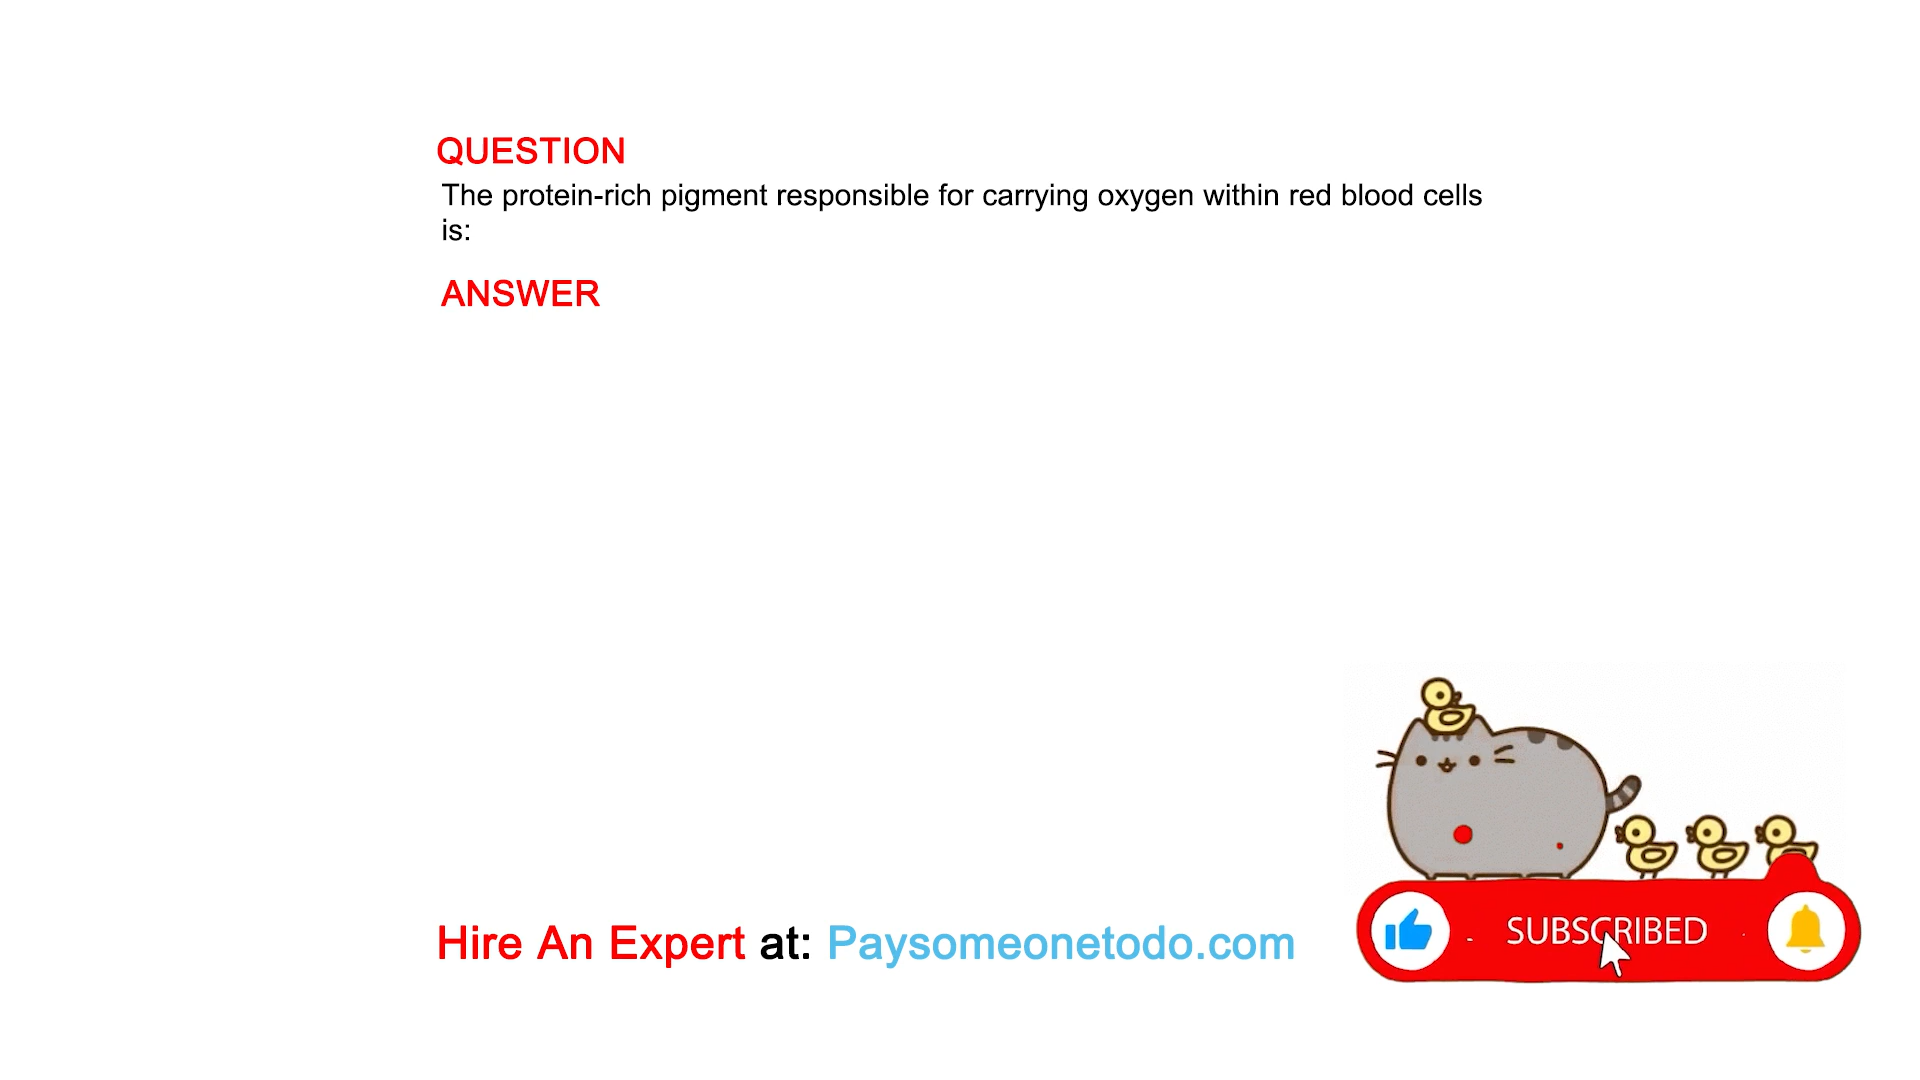 QUESTION
The protein-rich pigment responsible for carrying oxygen within red blood cells
is:
ANSWER
Hire An Expert at: Paysomeonetodo.com
SUBSCRIBED